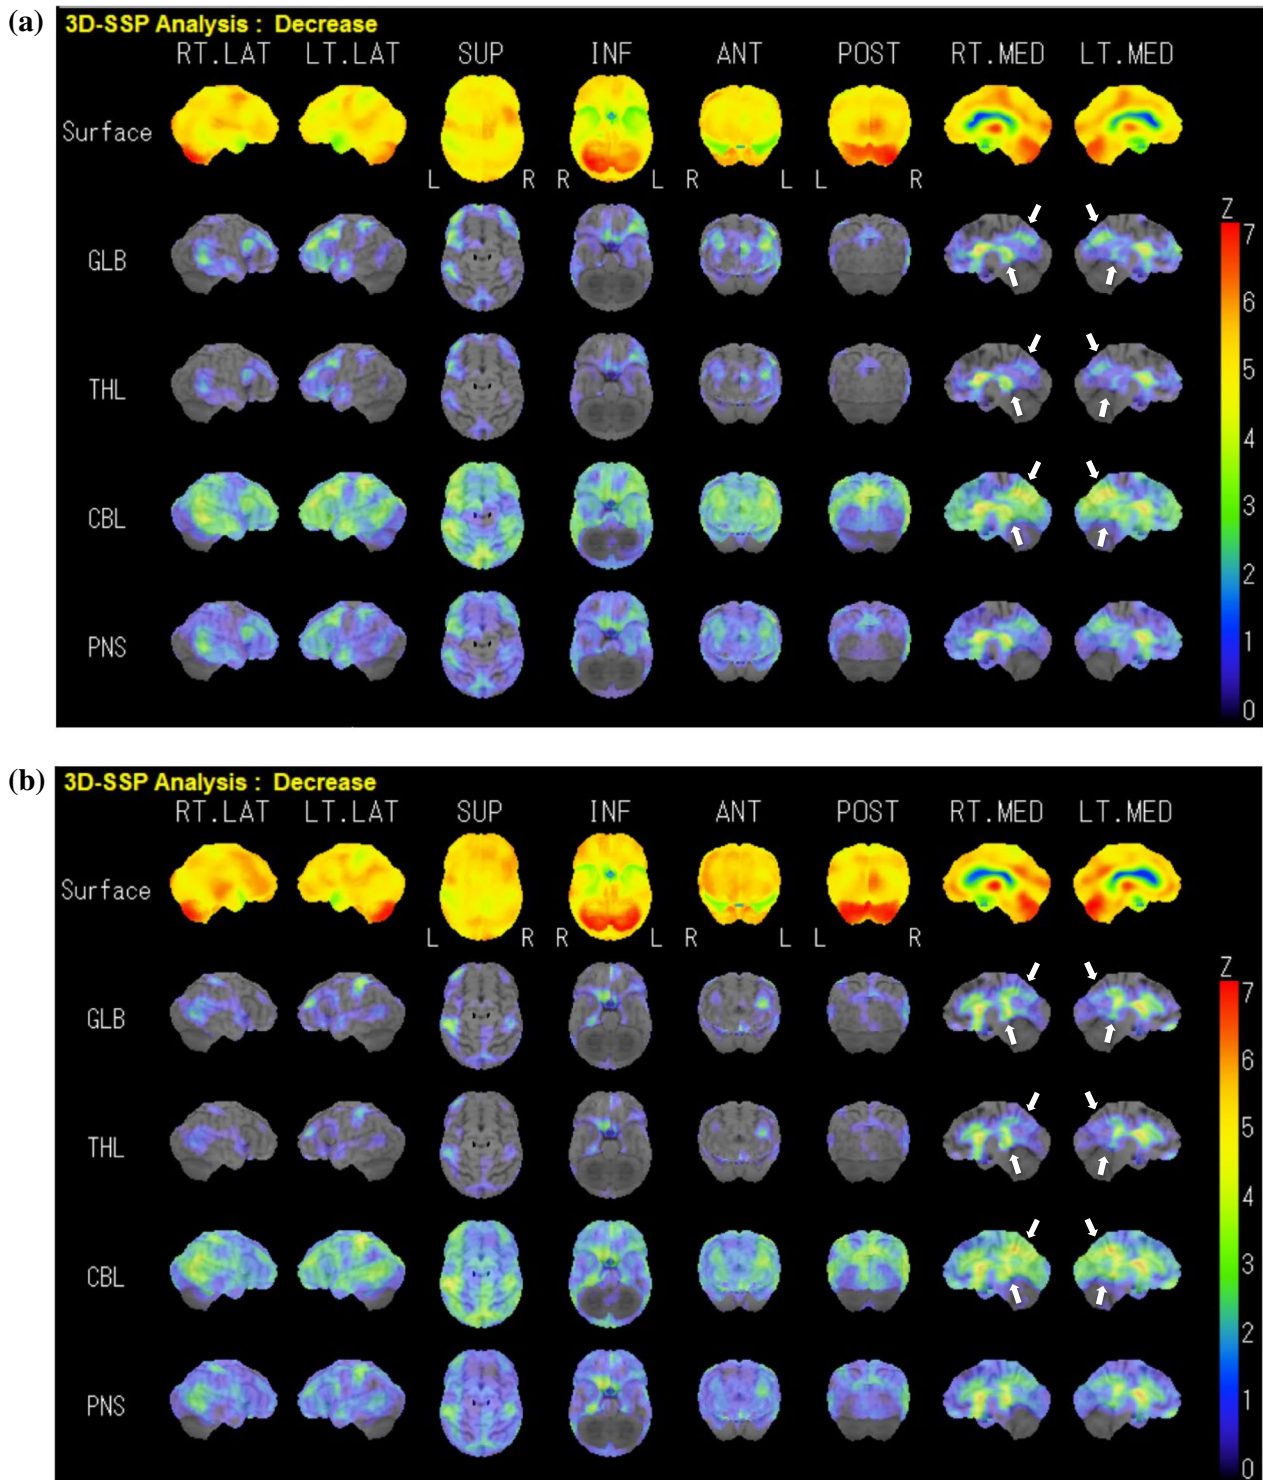 (a)
3D-SSP Analysis : Decrease
RT.LAT LT.LAT SUP INF ANT POST RT.MED LT.MED
Surface
L R R L R L L R
Z
GLB
7
6
THL
5
4
CBL
3
2
PNS
1
0
(b)
3D-SSP Analysis : Decrease
RT.LAT LT.LAT SUP INF ANT POST RT.MED LT.MED
Surface
L R R L R L L R
Z
GLB
7
6
THL
5
4
CBL
3
2
PNS
1
0